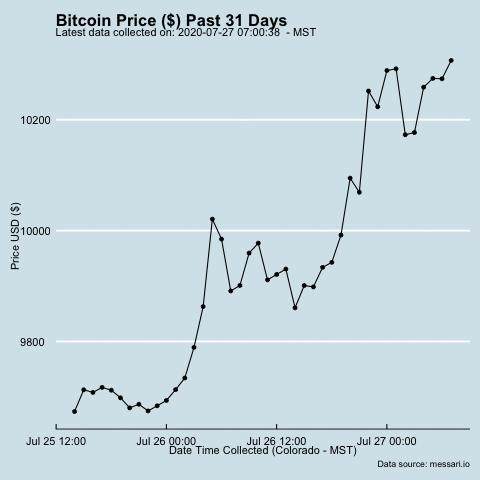 Bitcoin Price ($) Past 31 Days
Latest data collected on: 2020-07-27 07:00:38  - MST
Price USD ($)
10200
10000
9800
Jul 25 12:00 Jul 26 00:00 Jul 26 12:00 Jul 27 00:00
Date Time Collected (Colorado - MST)
Data source: messari.io